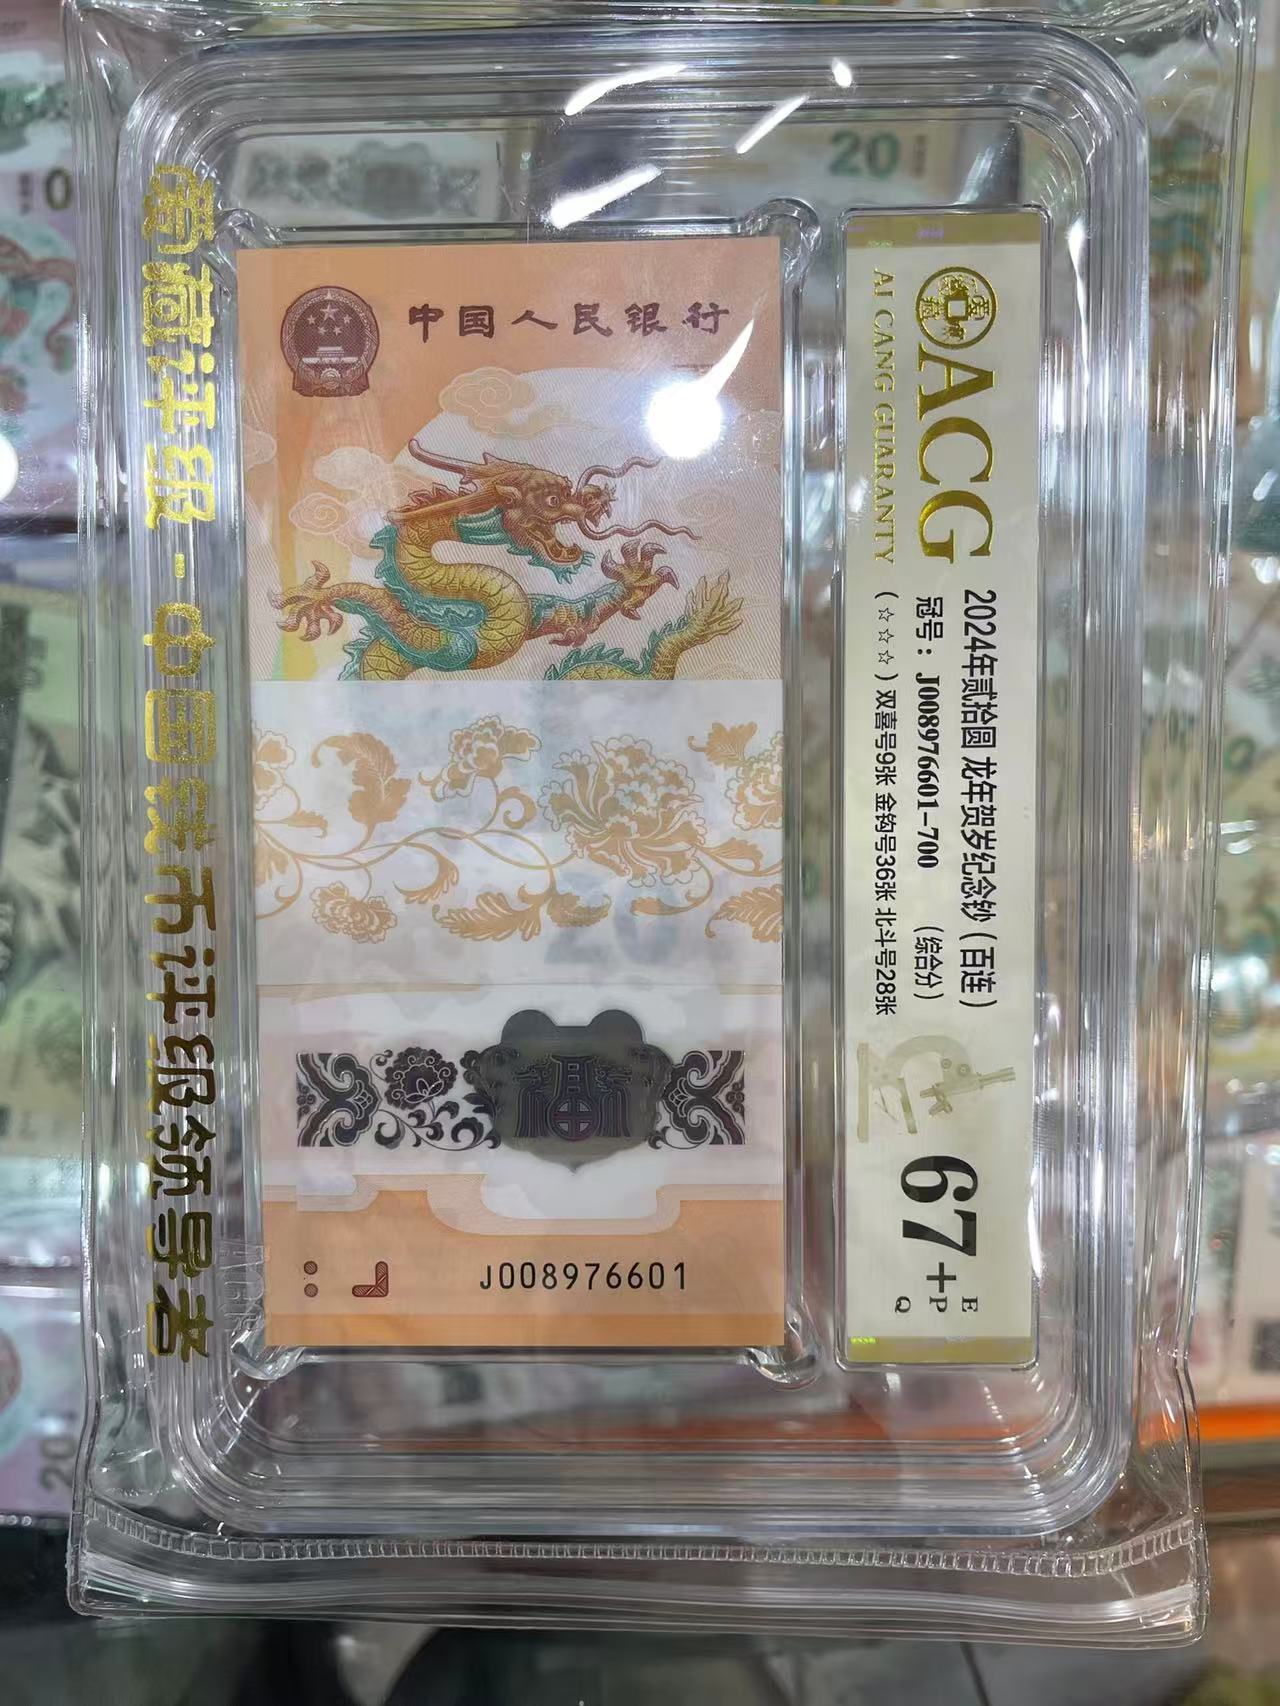 爱藏评级-中国钱币评级领导者
中国人民银行
J008976601
ACG
AI CANG GUARANTY
2024年贰拾圆 龙年贺岁纪念钞(百连)
冠号: J008976601-700 (综合分)
(☆☆☆) 双喜号9张 金钩号36张 北斗号28张
67+
E
P
Q
20
20